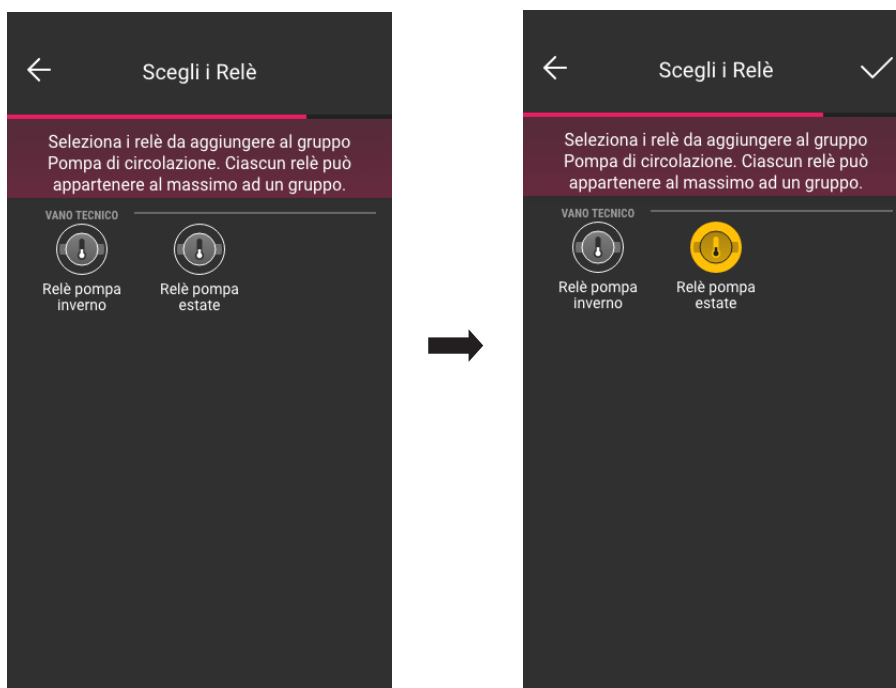 Scegli i Relè
Seleziona i relè da aggiungere al gruppo
Pompa di circolazione. Ciascun relè può
appartenere al massimo ad un gruppo.
VANO TECNICO
Relè pompa
inverno
Relè pompa
estate
Scegli i Relè
Seleziona i relè da aggiungere al gruppo
Pompa di circolazione. Ciascun relè può
appartenere al massimo ad un gruppo.
VANO TECNICO
Relè pompa
inverno
Relè pompa
estate